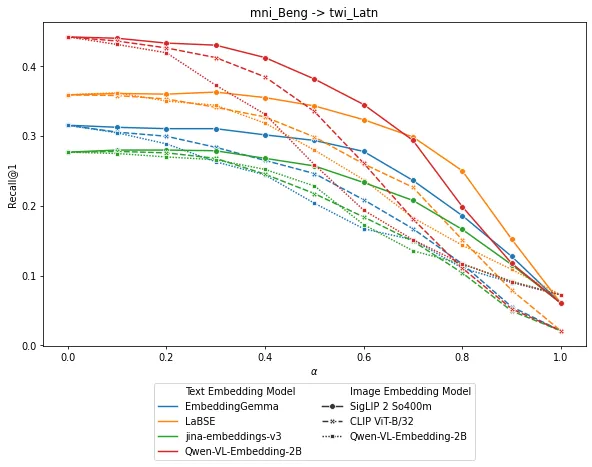 mni_Beng -> twi_Latn
Recall@1
0.4
0.3
0.2
0.1
0.0
0.0 0.2 0.4 0.6 0.8 1.0
α
Text Embedding Model
EmbeddingGemma
LaBSE
jina-embeddings-v3
Qwen-VL-Embedding-2B
Image Embedding Model
SigLIP 2 So400m
CLIP ViT-B/32
Qwen-VL-Embedding-2B